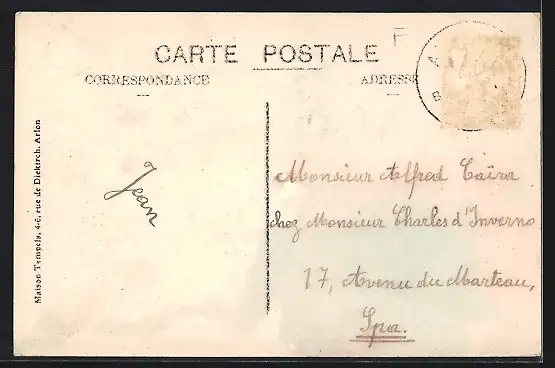 F
CARTE POSTALE
CORRESPONDANCE
ADRESSE
A
B
Maison Tempels, 4-6, rue de Diekirch, Arlon
Jean
Monsieur Alfred Caïra
chez Monsieur Charles d'Inverno
17, Avenu du Marteau,
Spa.